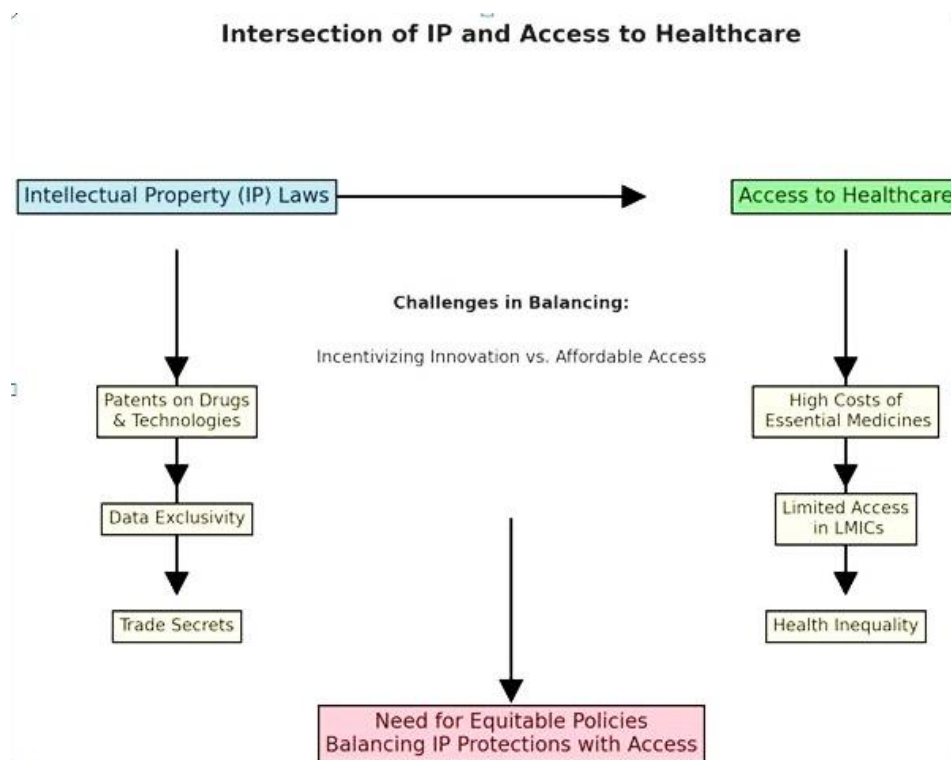 Intersection of IP and Access to Healthcare
Intellectual Property (IP) Laws
Access to Healthcare
Challenges in Balancing:
Incentivizing Innovation vs. Affordable Access
Patents on Drugs
& Technologies
High Costs of
Essential Medicines
Data Exclusivity
Limited Access
in LMICs
Trade Secrets
Health Inequality
Need for Equitable Policies
Balancing IP Protections with Access